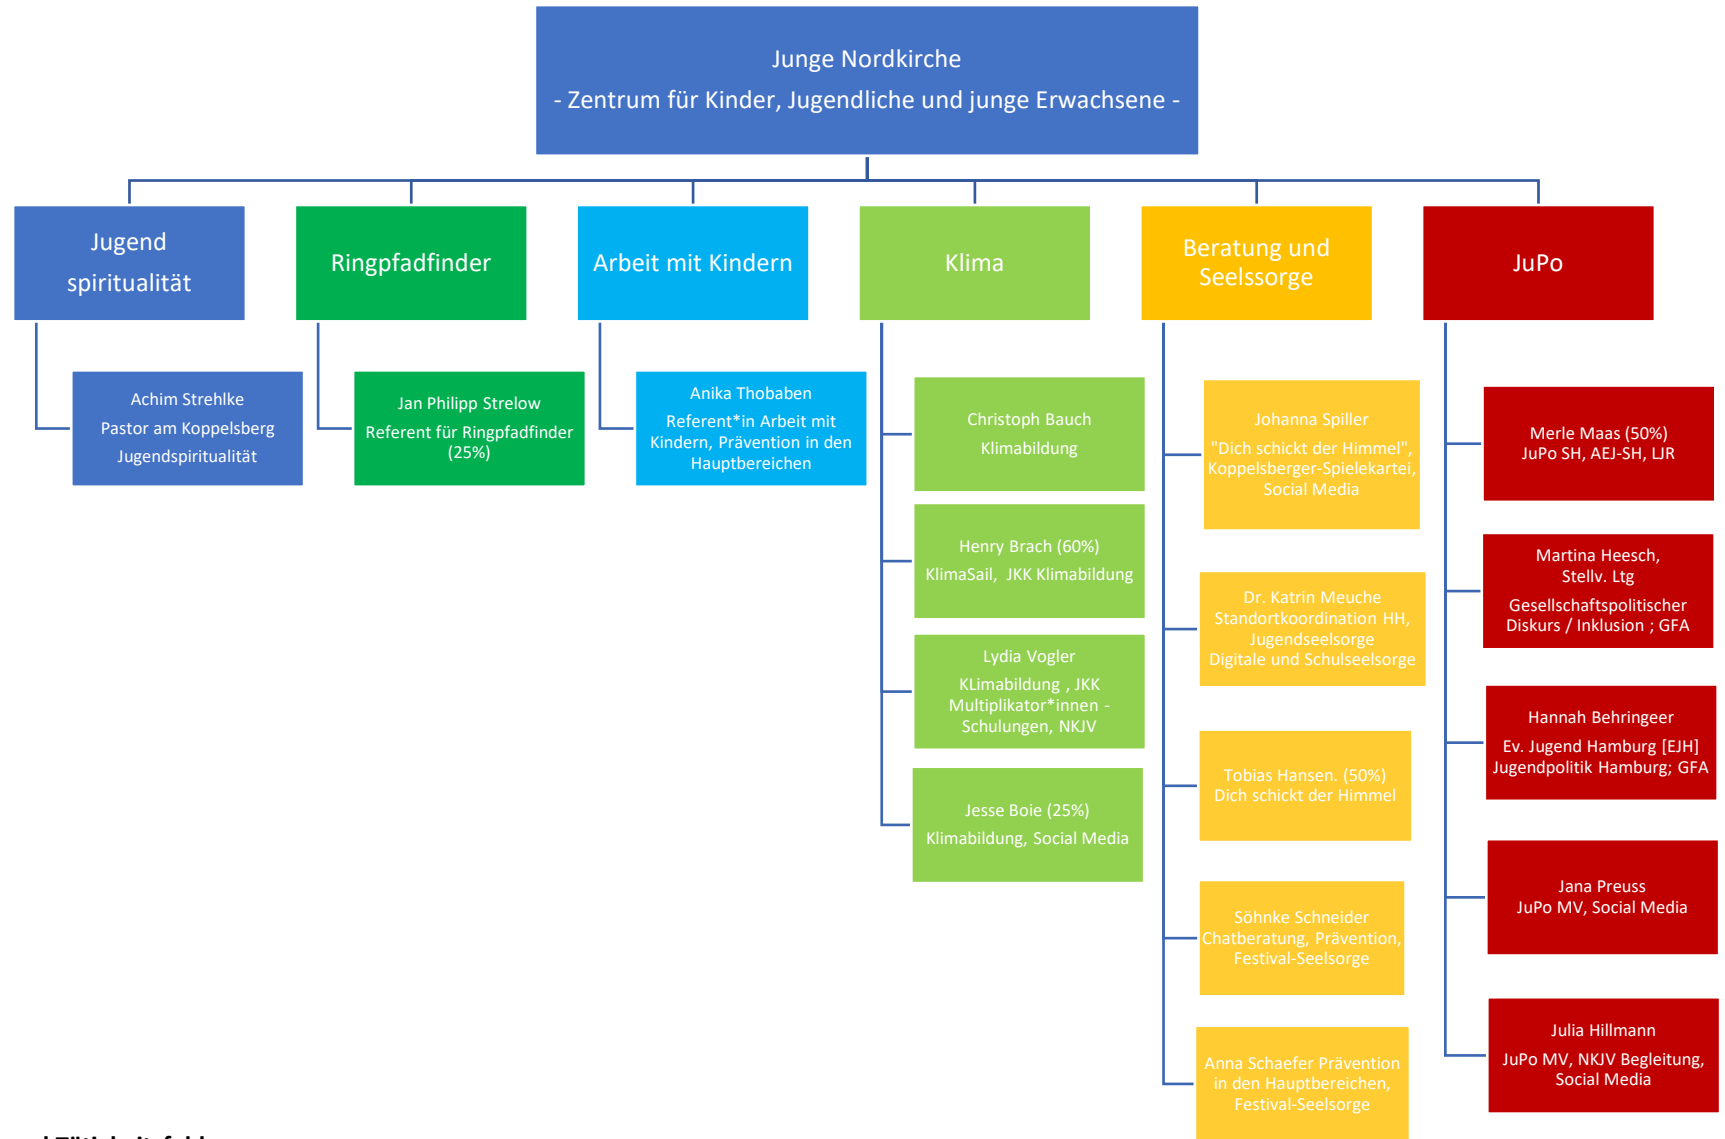 Junge Nordkirche
- Zentrum für Kinder, Jugendliche und junge Erwachsene -
Jugend
spiritualität
Ringpfadfinder
Arbeit mit Kindern
Klima
Beratung und
Seelssorge
JuPo
Achim Strehlke
Pastor am Koppelsberg
Jugendspiritualität
Jan Philipp Strelow
Referent für Ringpfadfinder
(25%)
Anika Thobaben
Referent*in Arbeit mit
Kindern, Prävention in den
Hauptbereichen
Christoph Bauch
Klimabildung
Henry Brach (60%)
KlimaSail, JKK Klimabildung
Lydia Vogler
KLimabildung , JKK
Multiplikator*innen -
Schulungen, NKJV
Jesse Boie (25%)
Klimabildung, Social Media
Johanna Spiller
"Dich schickt der Himmel",
Koppelsberger-Spielekartei,
Social Media
Dr. Katrin Meuche
Standortkoordination HH,
Jugendseelsorge
Digitale und Schulseelsorge
Tobias Hansen. (50%)
Dich schickt der Himmel
Söhnke Schneider
Chatberatung, Prävention,
Festival-Seelsorge
Anna Schaefer Prävention
in den Hauptbereichen,
Festival-Seelsorge
Merle Maas (50%)
JuPo SH, AEJ-SH, LJR
Martina Heesch,
Stellv. Ltg
Gesellschaftspolitischer
Diskurs / Inklusion ; GFA
Hannah Behringeer
Ev. Jugend Hamburg [EJH]
Jugendpolitik Hamburg; GFA
Jana Preuss
JuPo MV, Social Media
Julia Hillmann
JuPo MV, NKJV Begleitung,
Social Media